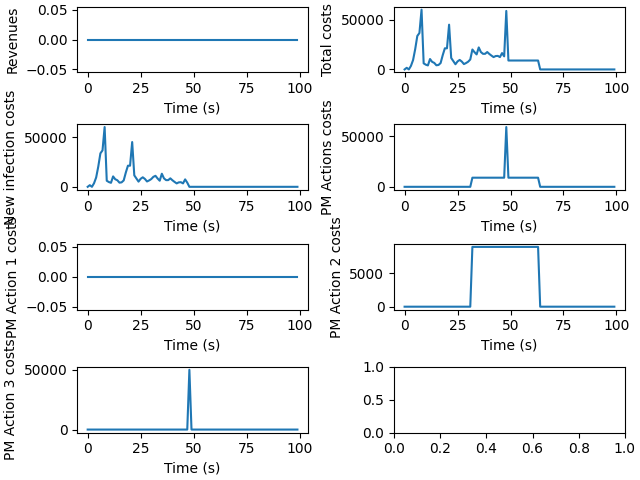 Revenues
0.05
0.00
−0.05
0 25 50 75 100
Time (s)
Total costs
50000
0
0 25 50 75 100
Time (s)
New infection costs
50000
0
0 25 50 75 100
Time (s)
PM Actions costs
50000
0
0 25 50 75 100
Time (s)
PM Action 1 costs
0.05
0.00
−0.05
0 25 50 75 100
Time (s)
PM Action 2 costs
5000
0
0 25 50 75 100
Time (s)
PM Action 3 costs
50000
0
0 25 50 75 100
Time (s)
1.0
0.5
0.0
0.0 0.2 0.4 0.6 0.8 1.0